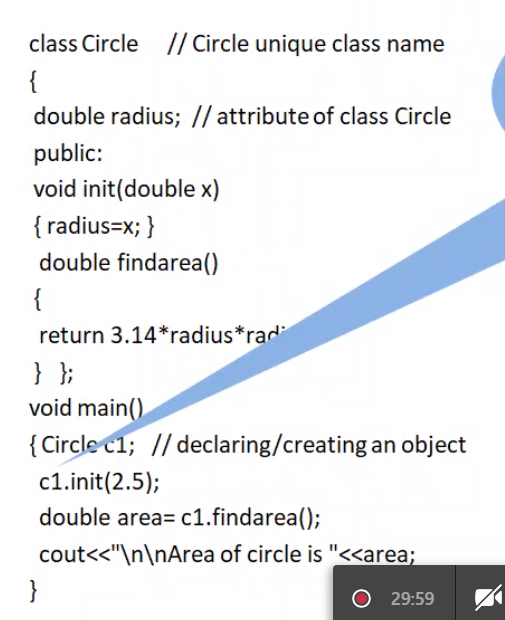 class Circle // Circle unique class name
{
double radius; // attribute of class Circle
public:
void init(double x)
{ radius=x; }
double findarea()
{
return 3.14*radius*
} };
void main()
{ Circle c1; // declaring/creating an object
c1.init(2.5);
double area= c1.findarea();
cout<<"\n\nArea of circle is "<<area;
}
29:59